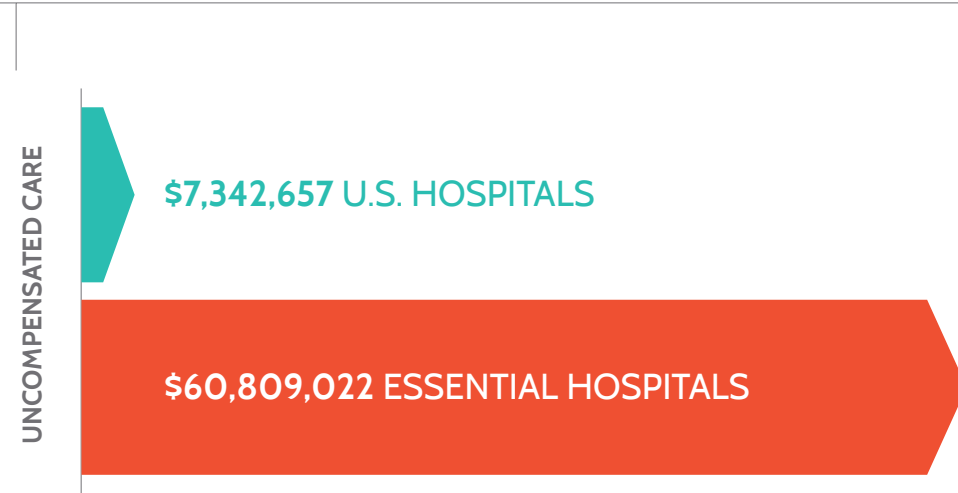 UNCOMPENSATED CARE
$7,342,657 U.S. HOSPITALS
$60,809,022 ESSENTIAL HOSPITALS